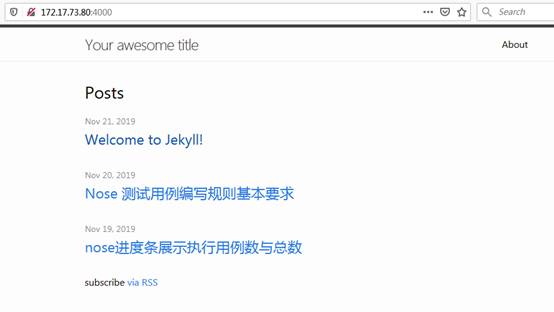 172.17.73.80:4000
Search
Your awesome title
About
Posts
Nov 21, 2019
Welcome to Jekyll!
Nov 20, 2019
Nose 测试用例编写规则基本要求
Nov 19, 2019
nose进度条展示执行用例数与总数
subscribe via RSS